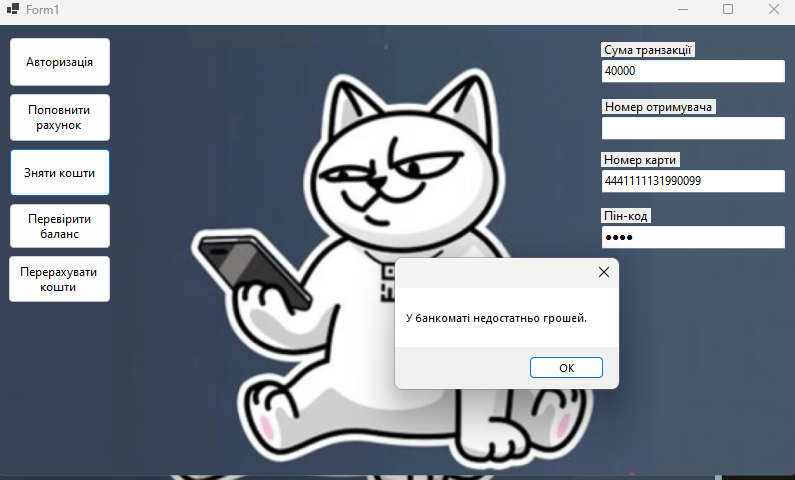 Form1
Авторизація
Поповнити
рахунок
Зняти кошти
Перевірити
баланс
Перерахувати
кошти
Сума транзакції
40000
Номер отримувача
Номер карти
4441111131990099
Пін-код
●●●●
У банкоматі недостатньо грошей.
ОК